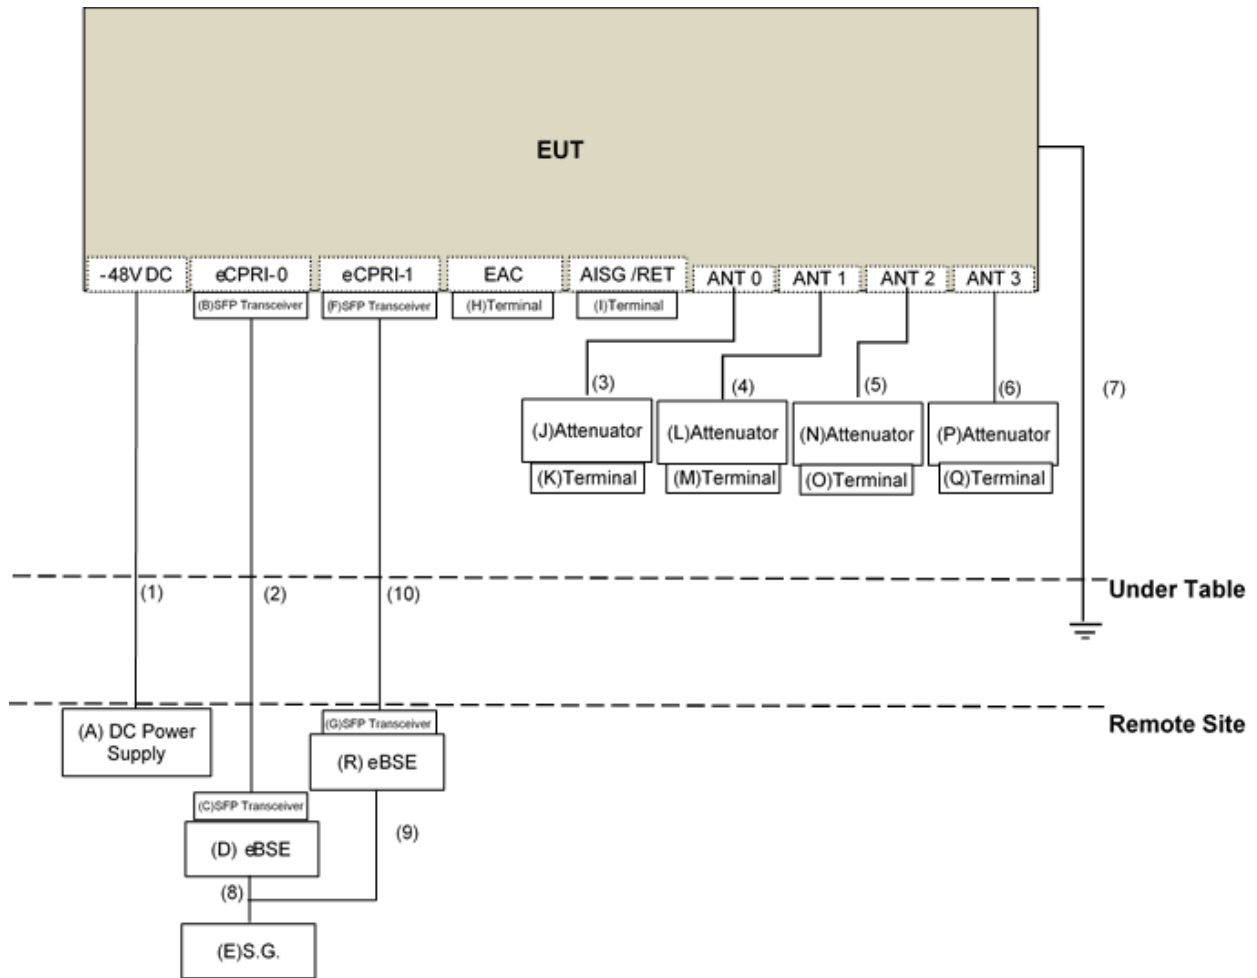 EUT
-48V DC
eCPRI-0
eCPRI-1
EAC
AISG /RET
ANT 0
ANT 1
ANT 2
ANT 3
(B)SFP Transceiver
(F)SFP Transceiver
(H)Terminal
(I)Terminal
(3)
(4)
(5)
(6)
(7)
(J)Attenuator
(L)Attenuator
(N)Attenuator
(P)Attenuator
(K)Terminal
(M)Terminal
(O)Terminal
(Q)Terminal
(1)
(2)
(10)
Under Table
(A) DC Power
Supply
(G)SFP Transceiver
Remote Site
(R) eBSE
(C)SFP Transceiver
(D) eBSE
(9)
(8)
(E)S.G.